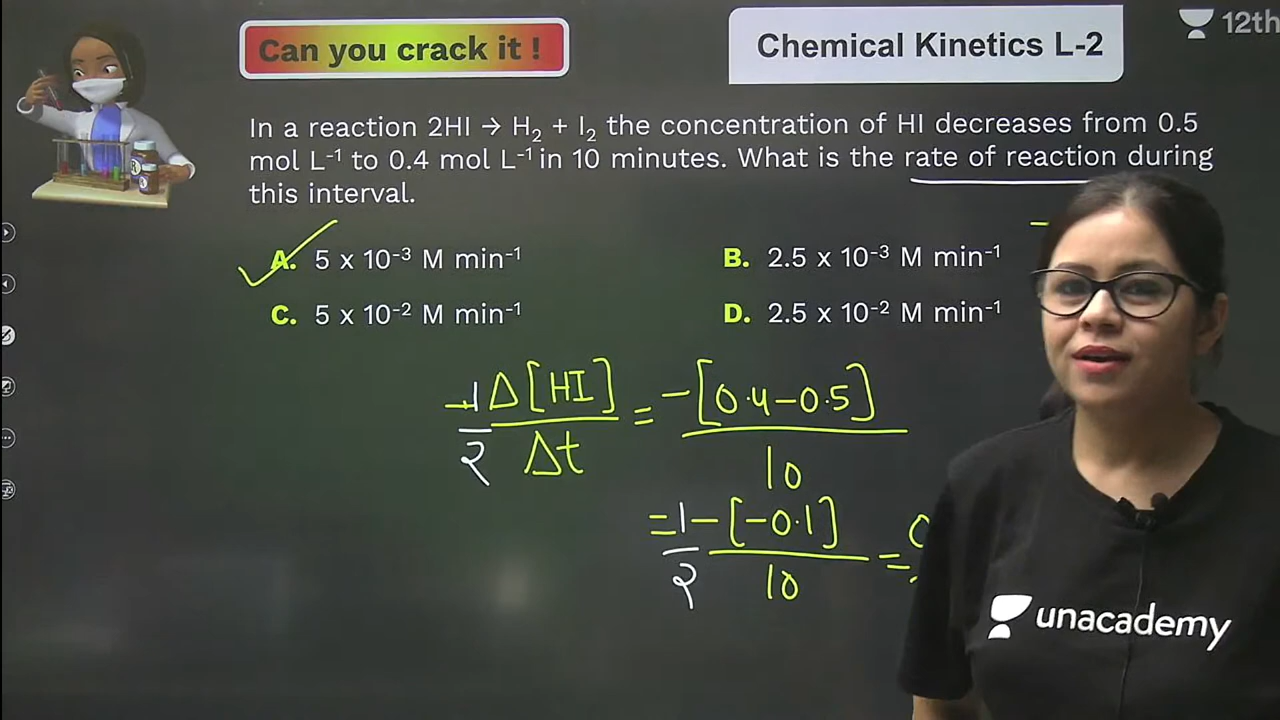 Can you crack it !
Chemical Kinetics L-2
12th
In a reaction 2HI → H₂ + I₂ the concentration of HI decreases from 0.5
mol L⁻¹ to 0.4 mol L⁻¹ in 10 minutes. What is the rate of reaction during
this interval.
A. 5 x 10⁻³ M min⁻¹
B. 2.5 x 10⁻³ M min⁻¹
C. 5 x 10⁻² M min⁻¹
D. 2.5 x 10⁻² M min⁻¹
-1/2 Δ[HI]/Δt = -[0.4-0.5]/10
= 1/2 -[-0.1]/10 =
unacademy